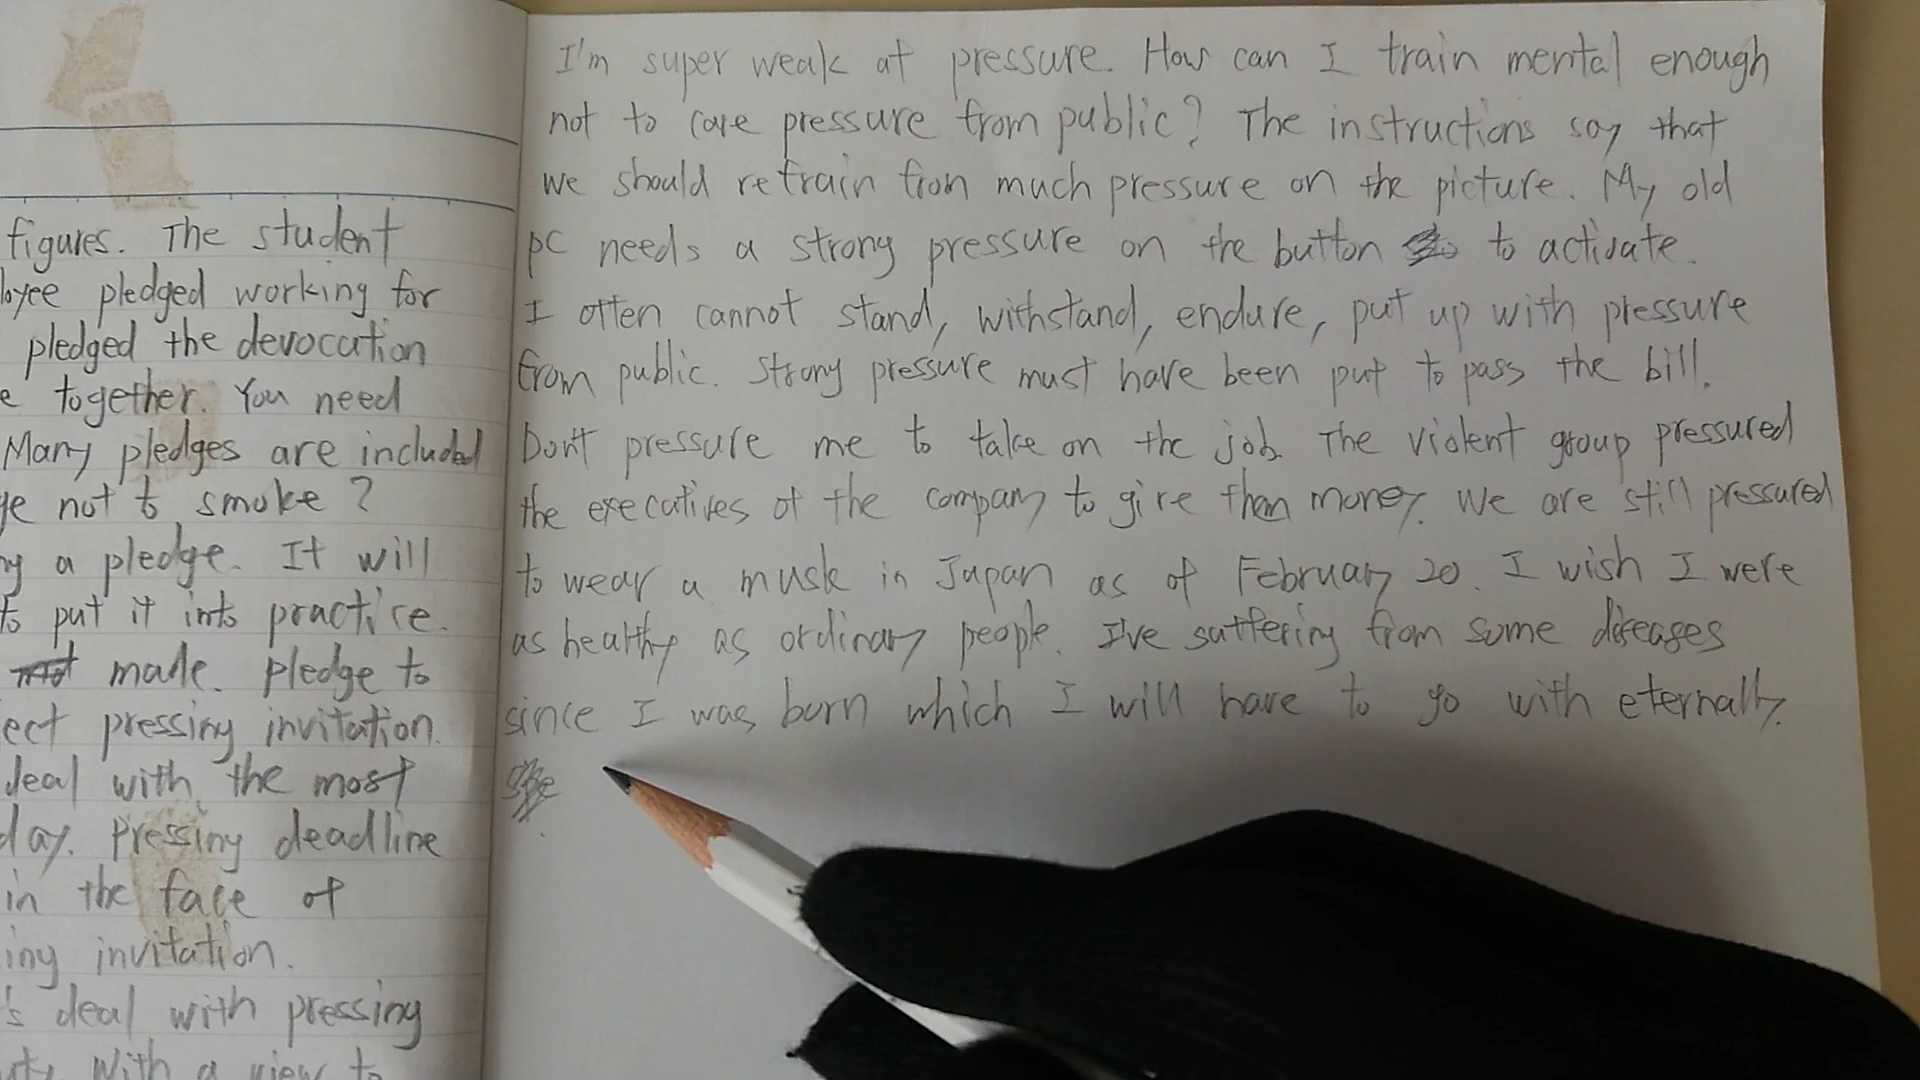 figures. The student
loyee pledged working for
pledged the devocation
e together. You need
Many pledges are included
ge not to smoke?
ng a pledge. It will
to put it into practice.
made. pledge to
ect pressing invitation.
deal with the most
day. Pressing deadline
in the face of
ing invitation.
's deal with pressing
with a view to
I'm super weak at pressure. How can I train mental enough
not to care pressure from public? The instructions say that
we should refrain from much pressure on the picture. My old
pc needs a strong pressure on the button to activate.
I often cannot stand, withstand, endure, put up with pressure
from public. Strong pressure must have been put to pass the bill.
Don't pressure me to take on the job. The violent group pressured
the executives of the company to give them money. We are still pressured
to wear a musk in Japan as of February 20. I wish I were
as healthy as ordinary people. I've suffering from some diseases
since I was born which I will have to go with eternally.